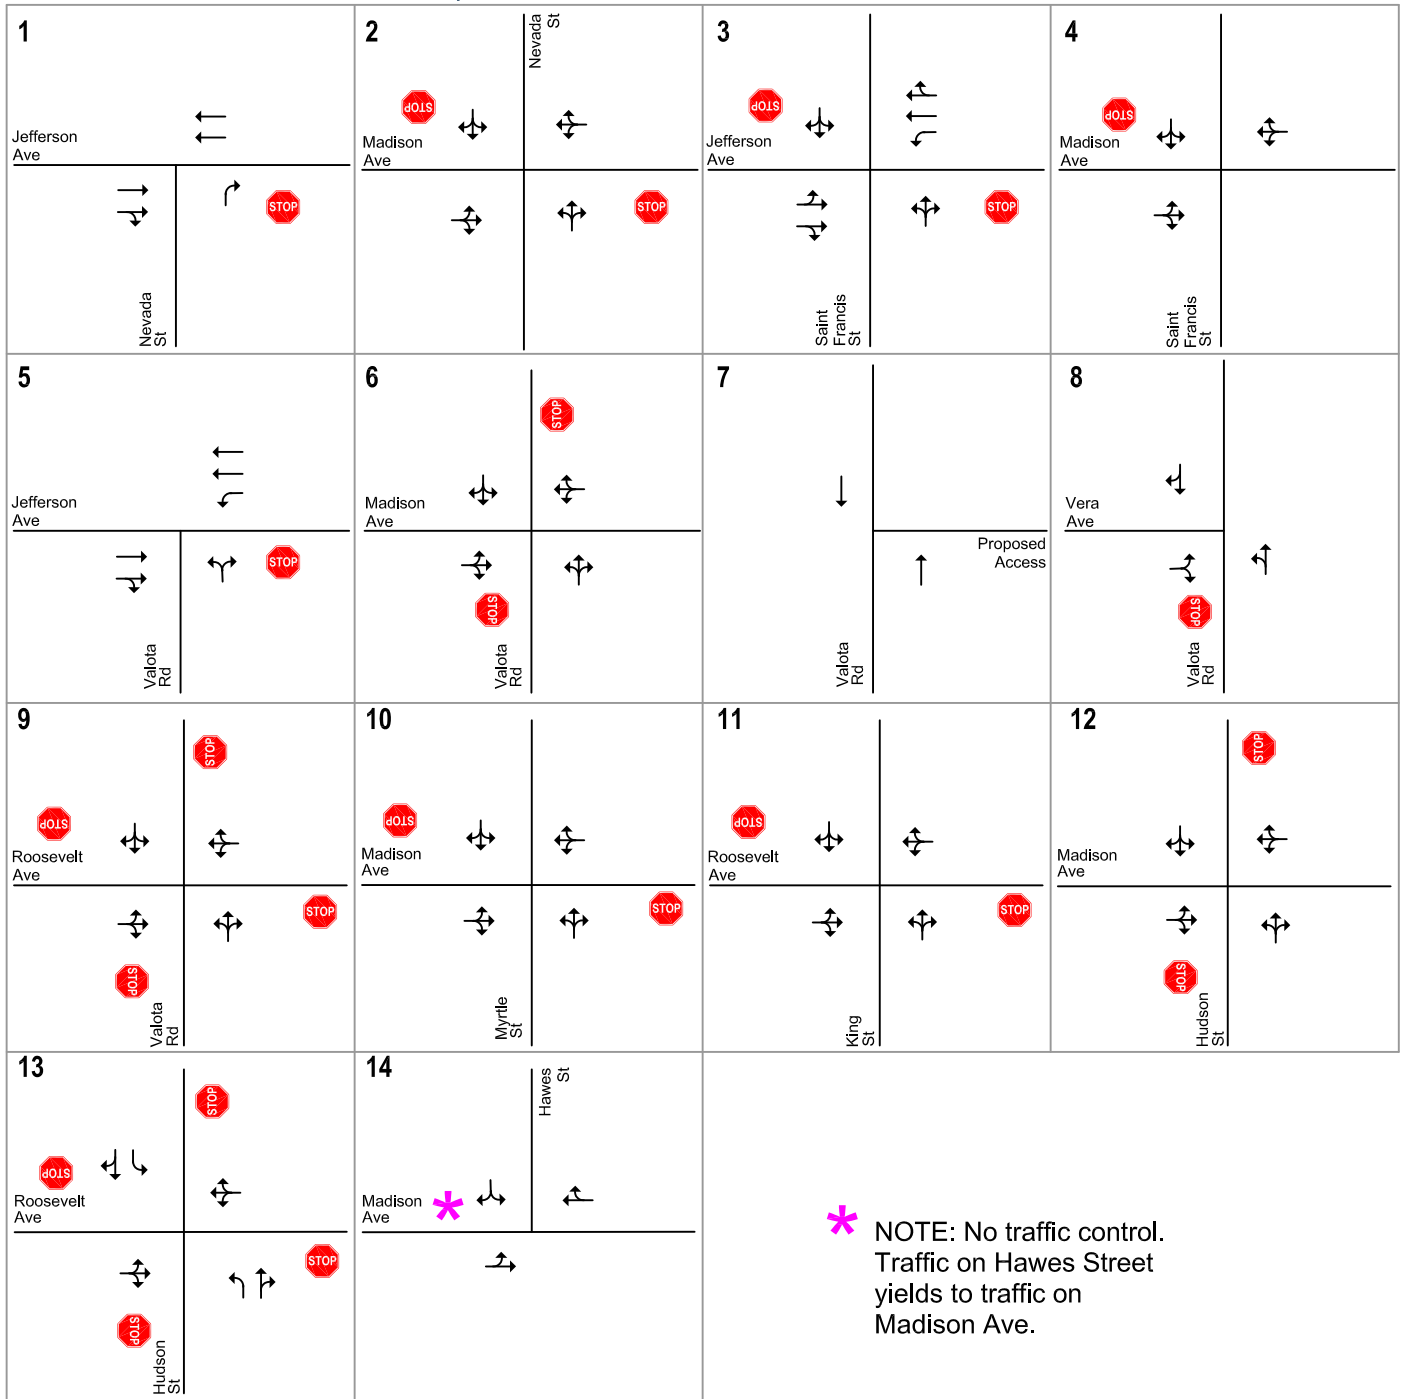 1
Jefferson
Ave
STOP
Nevada
St
2
Nevada
St
STOP
Madison
Ave
STOP
3
STOP
Jefferson
Ave
STOP
Saint
Francis
St
4
STOP
Madison
Ave
Saint
Francis
St
5
Jefferson
Ave
STOP
Valota
Rd
6
STOP
Madison
Ave
STOP
Valota
Rd
7
Proposed
Access
Valota
Rd
8
Vera
Ave
STOP
Valota
Rd
9
STOP
STOP
Roosevelt
Ave
STOP
STOP
Valota
Rd
10
STOP
Madison
Ave
STOP
Myrtle
St
11
STOP
Roosevelt
Ave
STOP
King
St
12
STOP
Madison
Ave
STOP
Hudson
St
13
STOP
STOP
Roosevelt
Ave
STOP
STOP
Hudson
St
14
Hawes
St
Madison
Ave
*
* NOTE: No traffic control.
Traffic on Hawes Street
yields to traffic on
Madison Ave.